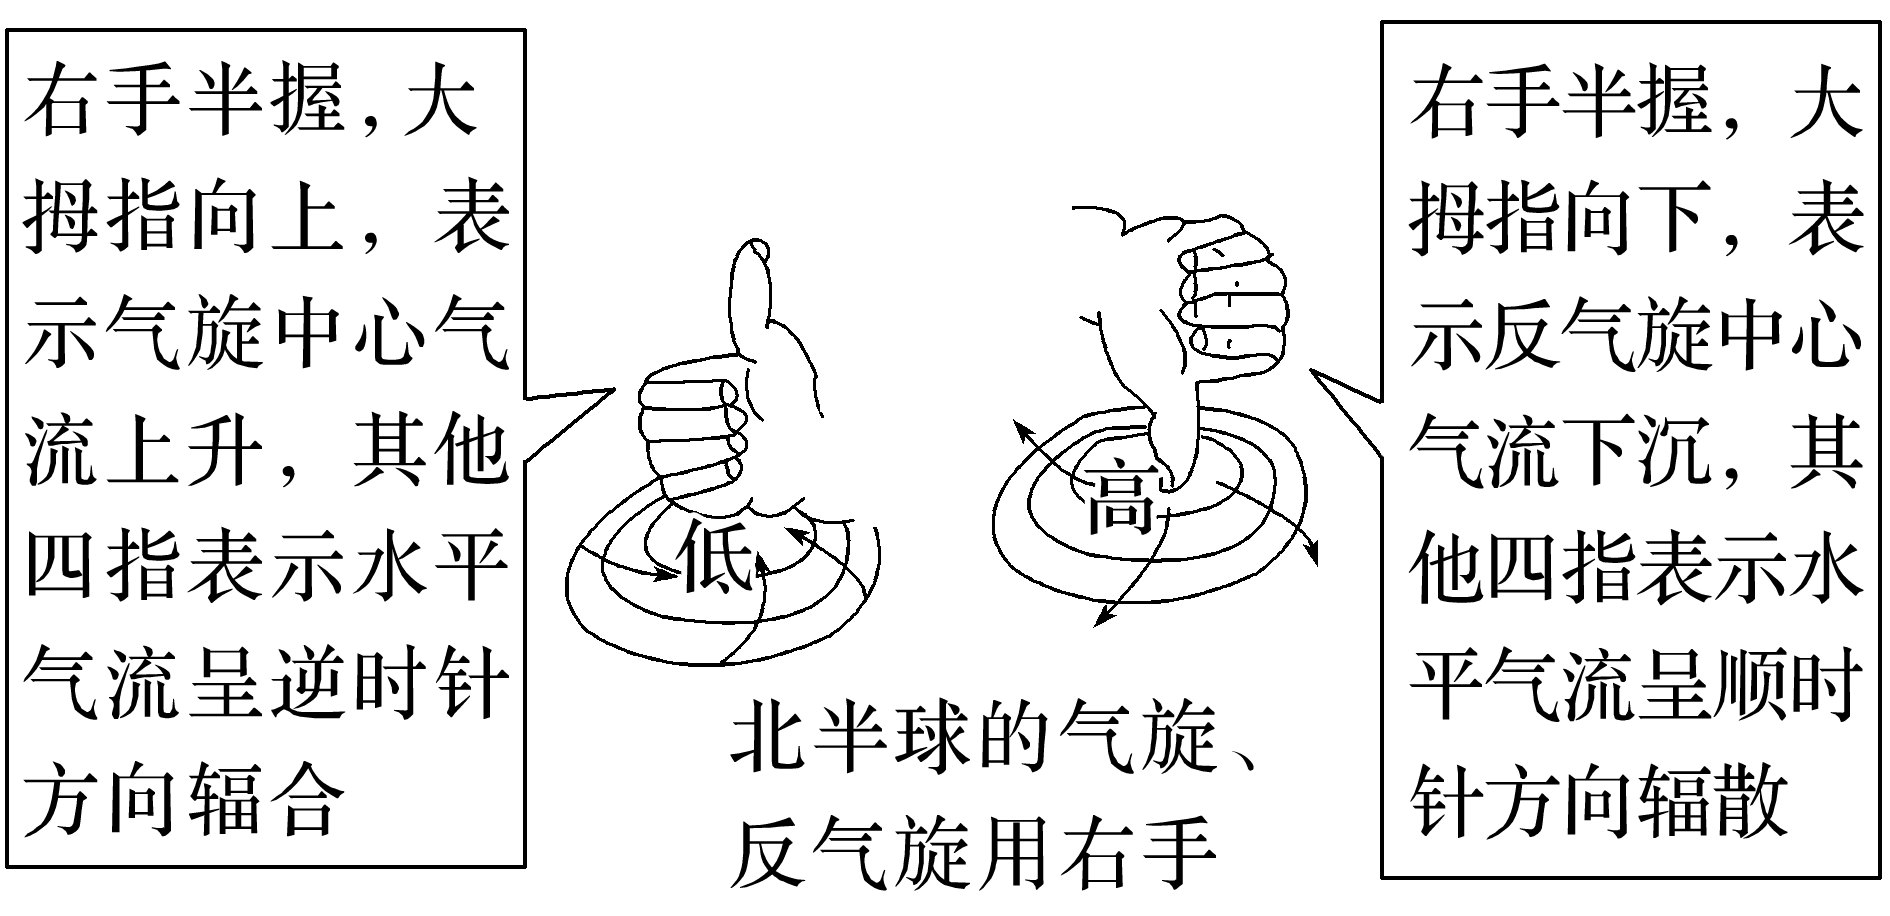 右手半握,大
拇指向上，表
示气旋中心气
流上升，其他
四指表示水平
气流呈逆时针
方向辐合
低
高
北半球的气旋、
反气旋用右手
右手半握，大
拇指向下，表
示反气旋中心
气流下沉，其
他四指表示水
平气流呈顺时
针方向辐散